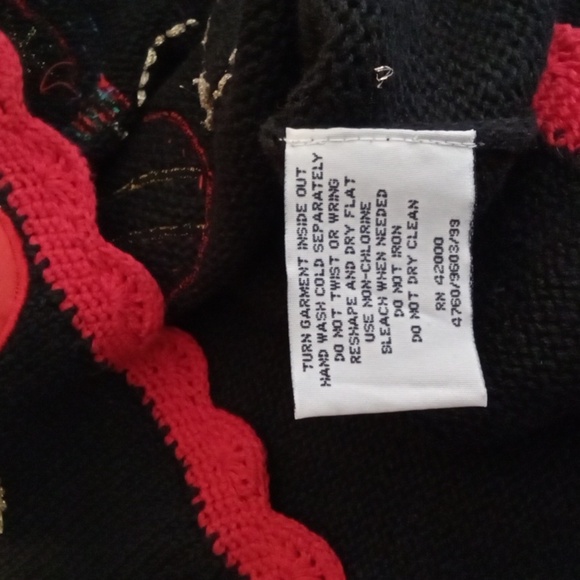 TURN GARMENT INSIDE OUT
HAND WASH COLD SEPARATELY
DO NOT TWIST OR WRING
RESHAPE AND DRY FLAT
USE NON-CHLORINE
BLEACH WHEN NEEDED
DO NOT IRON
DO NOT DRY CLEAN
RN 42000
4760/9603/99